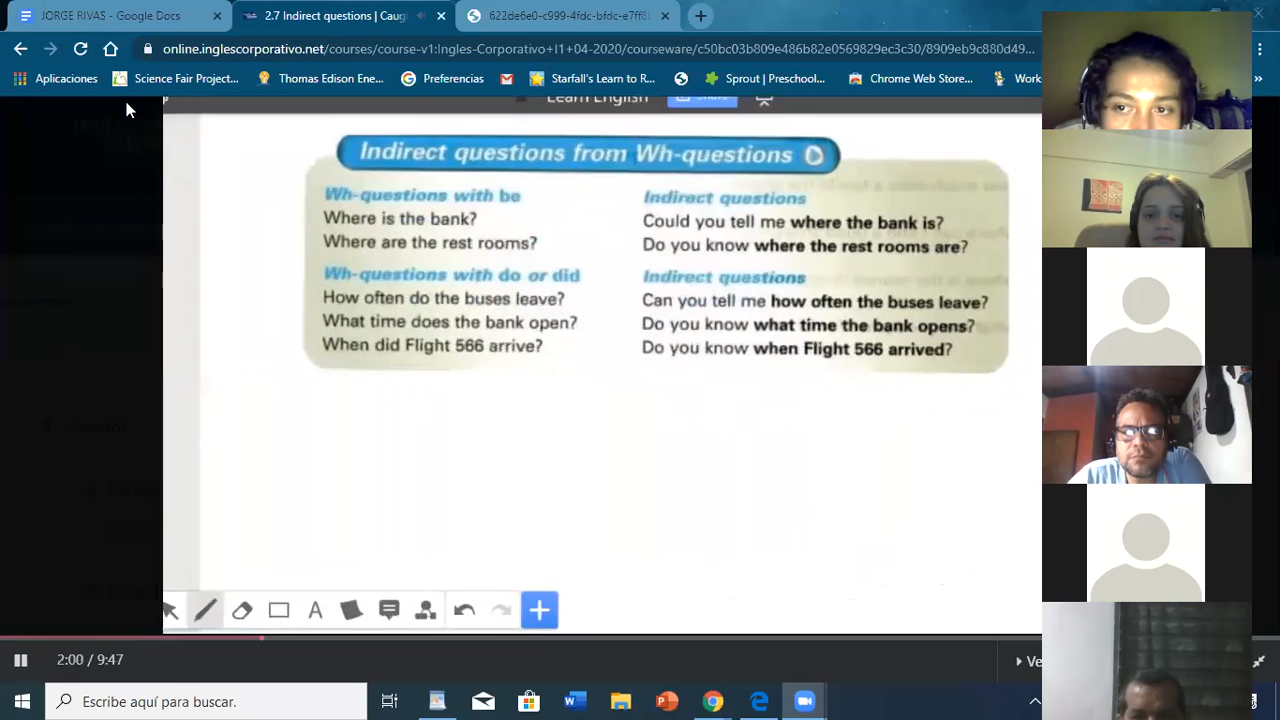 JORGE RIVAS - Google Docs
2.7 Indirect questions | Caug
622de6e0-c999-4fdc-bfdc-e7ff8b
online.inglescorporativo.net/courses/course-v1:Ingles-Corporativo+I1+04-2020/courseware/c50bc03b809e486b82e0569829ec3c30/8909eb9c880d49...
Aplicaciones
Science Fair Project...
Thomas Edison Ene...
Preferencias
Starfall's Learn to R...
Sprout | Preschool...
Chrome Web Store...
Work
»
Learn English
Share
Indirect questions from Wh-questions
Wh-questions with be
Where is the bank?
Where are the rest rooms?
Wh-questions with do or did
How often do the buses leave?
What time does the bank open?
When did Flight 566 arrive?
Indirect questions
Could you tell me where the bank is?
Do you know where the rest rooms are?
Indirect questions
Can you tell me how often the buses leave?
Do you know what time the bank opens?
Do you know when Flight 566 arrived?
2:00 / 9:47
Ve
Escribe aquí para buscar.